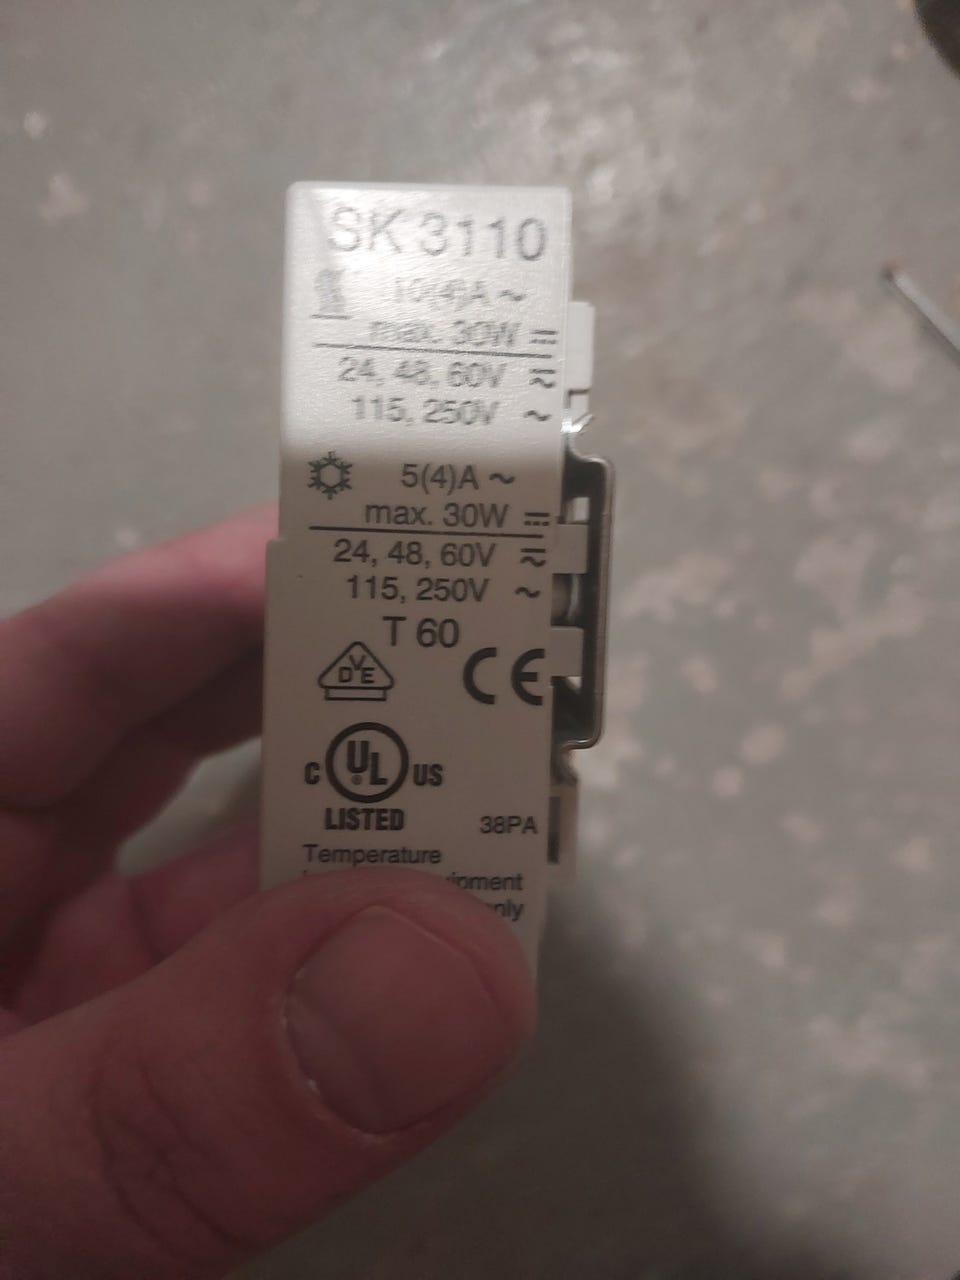 SK 3110
10(4)A ~
max. 30W ⎓
24, 48, 60V ⎓~
115, 250V ~
5(4)A ~
max. 30W ⎓
24, 48, 60V ⎓~
115, 250V ~
T 60
DVE CE
C UL US
LISTED 38PA
Temperature